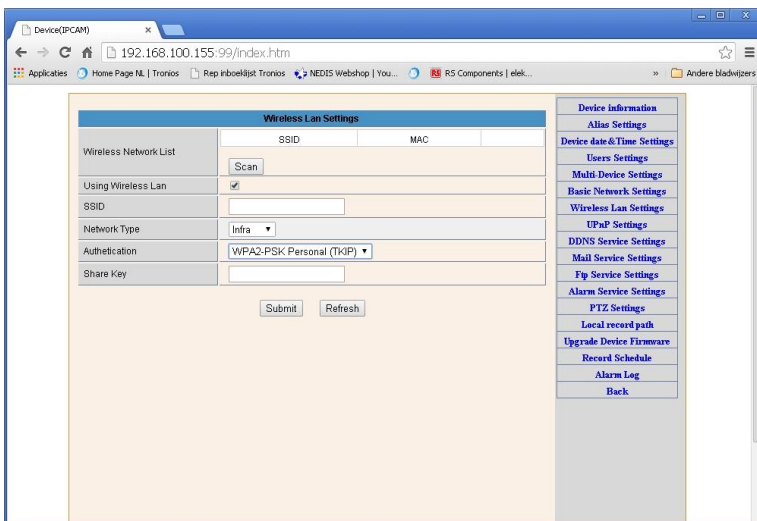 Device(IPCAM)
192.168.100.155:99/index.htm
Applicaties Home Page NL | Tronios Rep inboeklijst Tronios NEDIS Webshop | You... RS RS Components | elek... » Andere bladwijzers
Wireless Lan Settings
Wireless Network List
SSID MAC
Scan
Using Wireless Lan
SSID
Network Type Infra
Authetication WPA2-PSK Personal (TKIP)
Share Key
Submit Refresh
Device information
Alias Settings
Device date&Time Settings
Users Settings
Multi-Device Settings
Basic Network Settings
Wireless Lan Settings
UPnP Settings
DDNS Service Settings
Mail Service Settings
Ftp Service Settings
Alarm Service Settings
PTZ Settings
Local record path
Upgrade Device Firmware
Record Schedule
Alarm Log
Back